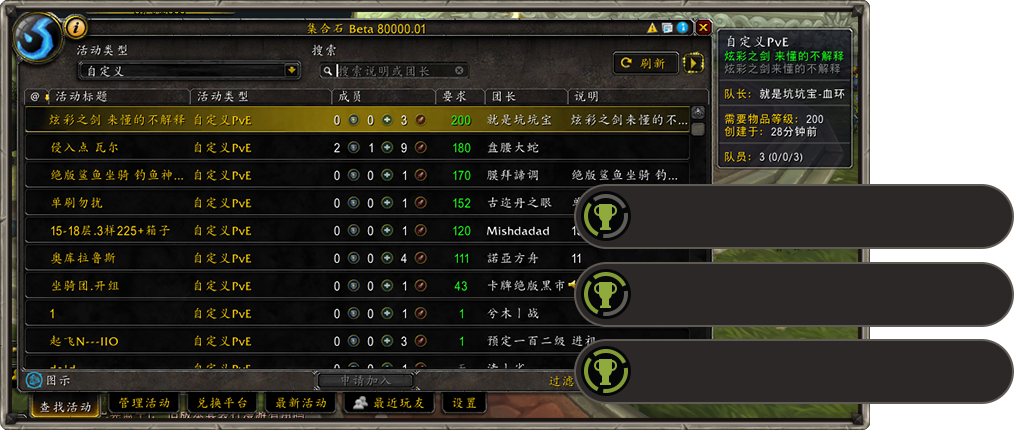 集合石 Beta 80000.01
活动类型
搜索
自定义
搜索说明或团长
刷新
@ 活动标题 活动类型 成员 要求 团长 说明
炫彩之剑 来懂的不解释 自定义PvE 0 0 3 200 就是坑坑宝 炫彩之剑 来懂的不...
侵入点 瓦尔 自定义PvE 2 1 9 180 盘腰大蛇
绝版鲨鱼坐骑 钓鱼神... 自定义PvE 0 0 1 170 膜拜諦调 绝版鲨鱼坐骑 钓...
单刷勿扰 自定义PvE 0 0 1 152 古迩丹之眼
15-18层.3样225+箱子 自定义PvE 0 0 1 120 Mishdadad
奥库拉鲁斯 自定义PvE 0 0 4 111 諾亞方舟 11
坐骑团.开组 自定义PvE 0 0 1 43 卡牌绝版黑市
1 自定义PvE 0 0 1 1 兮木丨战
起飞N---IIO 自定义PvE 0 0 3 1 预定一百二级 进祖
自定义PvE
图示
申请加入
过滤
查找活动
管理活动
兑换平台
最新活动
最近玩友
设置
自定义PvE
炫彩之剑 来懂的不解释
炫彩之剑 来懂的不解释
队长: 就是坑坑宝-血环
需要物品等级: 200
创建于: 28分钟前
队员: 3 (0/0/3)